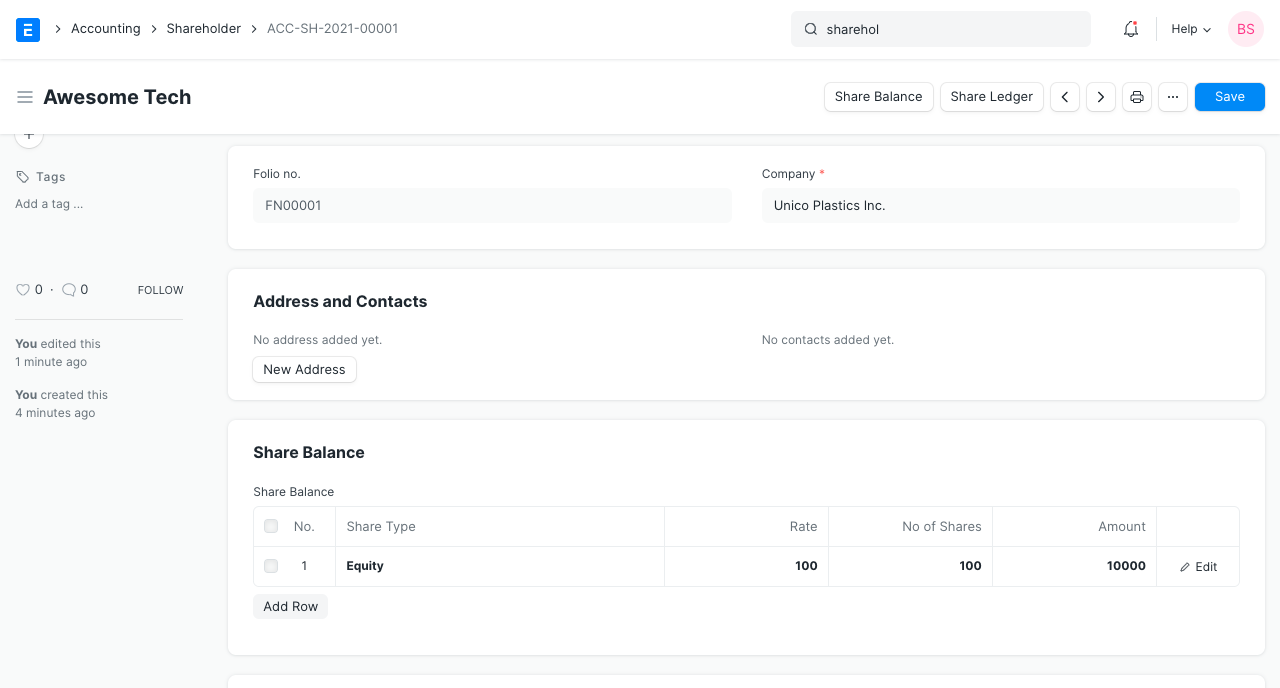 E Accounting Shareholder ACC-SH-2021-00001 sharehol Help BS
Awesome Tech Share Balance Share Ledger ... Save
Tags
Add a tag ...
0 · 0 FOLLOW
You edited this
1 minute ago
You created this
4 minutes ago
Folio no. Company *
FN00001 Unico Plastics Inc.
Address and Contacts
No address added yet. No contacts added yet.
New Address
Share Balance
Share Balance
No. Share Type Rate No of Shares Amount
1 Equity 100 100 10000 Edit
Add Row